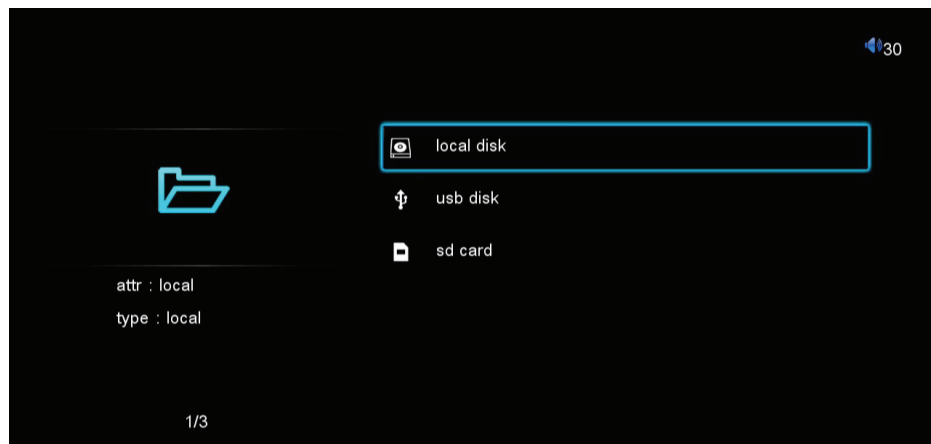 30
local disk
usb disk
sd card
attr : local
type : local
1/3